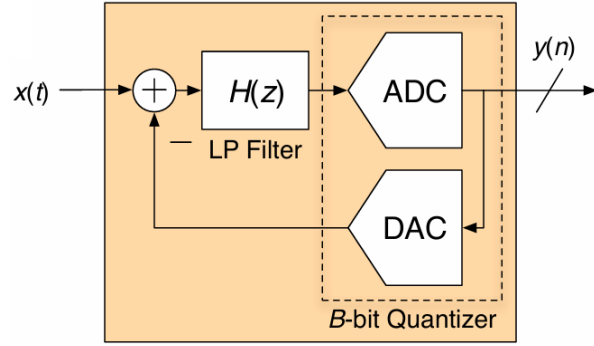 y(n)
x(t)
+
H(z)
ADC
−
LP Filter
DAC
B-bit Quantizer